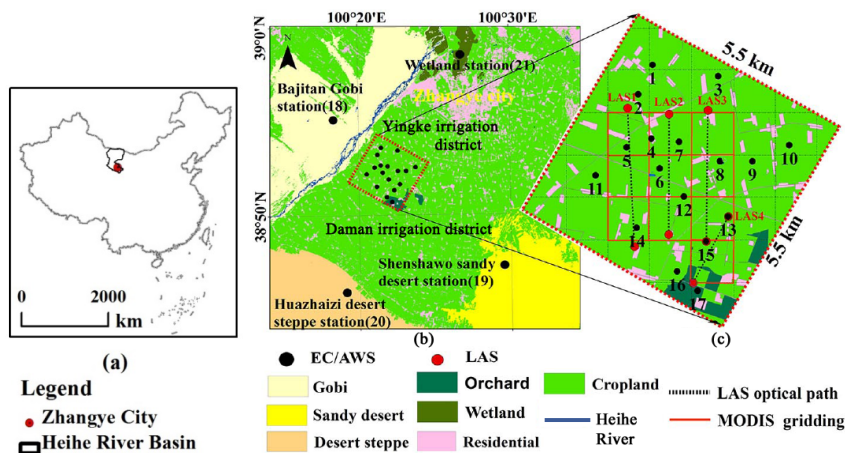 100°20'E
100°30'E
39°0'N
38°50'N
N
Wetland station(21)
Zhangye city
Bajitan Gobi
station(18)
Yingke irrigation
district
Daman irrigation district
Shenshawo sandy
desert station(19)
Huazhaizi desert
steppe station(20)
(b)
5.5 km
5.5 km
1
3
2
LAS1
LAS2
LAS3
4
5
7
10
6
8
9
11
12
13
LAS4
14
15
16
17
(c)
0
2000
km
(a)
Legend
Zhangye City
Heihe River Basin
EC/AWS
LAS
Gobi
Orchard
Cropland
LAS optical path
Sandy desert
Wetland
Heihe
River
MODIS gridding
Desert steppe
Residential